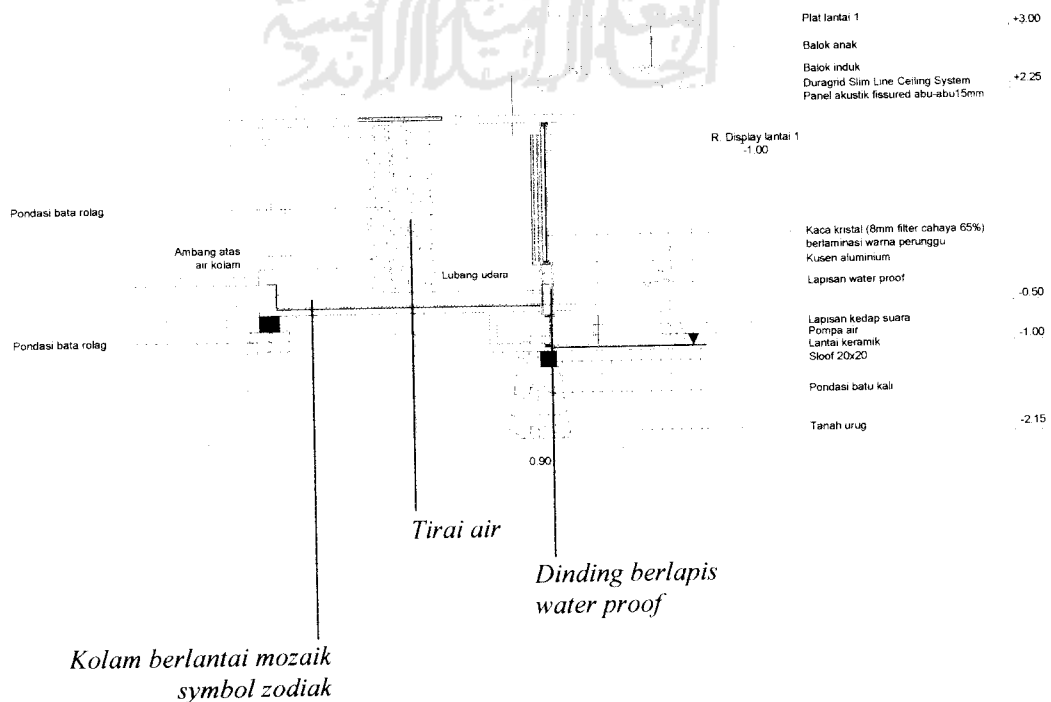 Plat lantai 1 +3.00
Balok anak
Balok induk
Duragrid Slim Line Ceiling System +2.25
Panel akustik fissured abu-abu15mm
R. Display lantai 1
-1.00
Pondasi bata rolag
Kaca kristal (8mm filter cahaya 65%)
berlaminasi warna perunggu
Kusen aluminium
Ambang atas
air kolam
Lubang udara
Lapisan water proof
-0.50
Lapisan kedap suara
Pompa air -1.00
Lantai keramik
Sloof 20x20
Pondasi bata rolag
Pondasi batu kali
Tanah urug -2.15
0.90
Tirai air
Dinding berlapis
water proof
Kolam berlantai mozaik
symbol zodiak